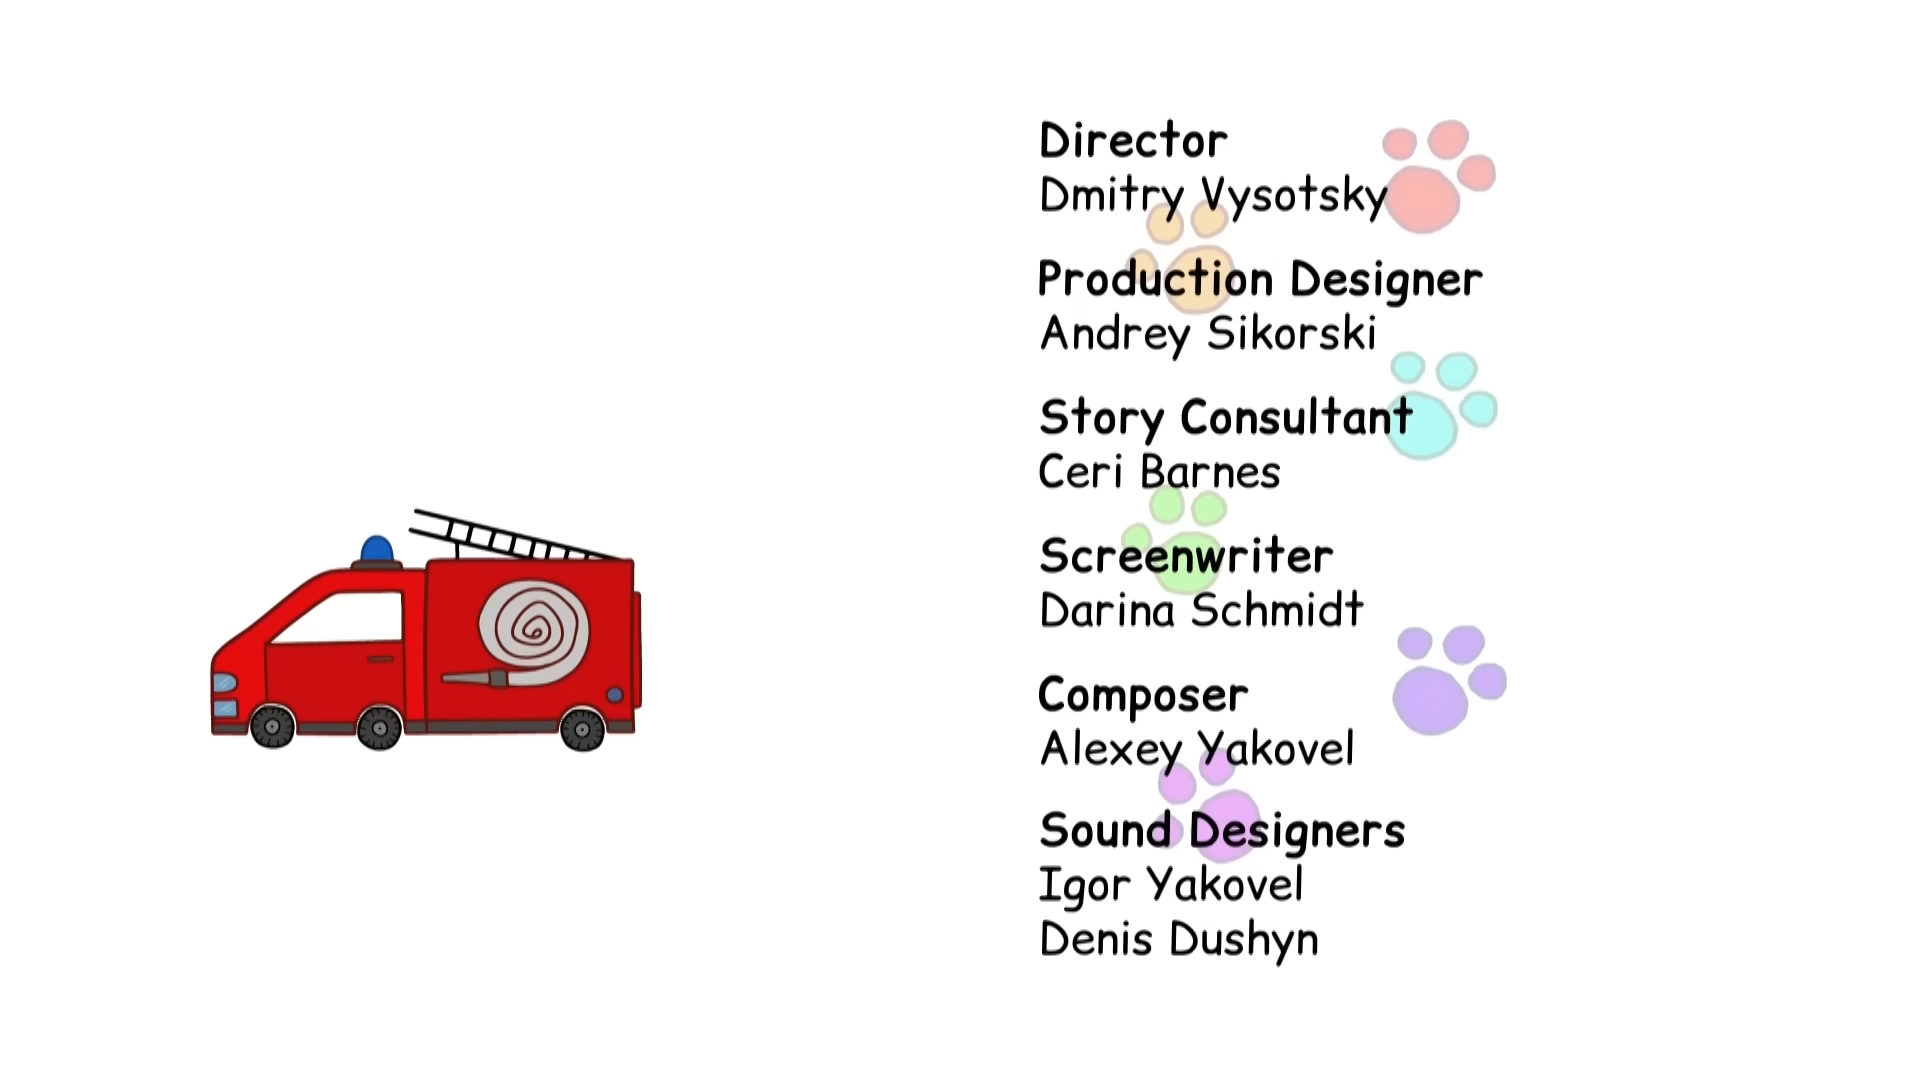 Director
Dmitry Vysotsky
Production Designer
Andrey Sikorski
Story Consultant
Ceri Barnes
Screenwriter
Darina Schmidt
Composer
Alexey Yakovel
Sound Designers
Igor Yakovel
Denis Dushyn